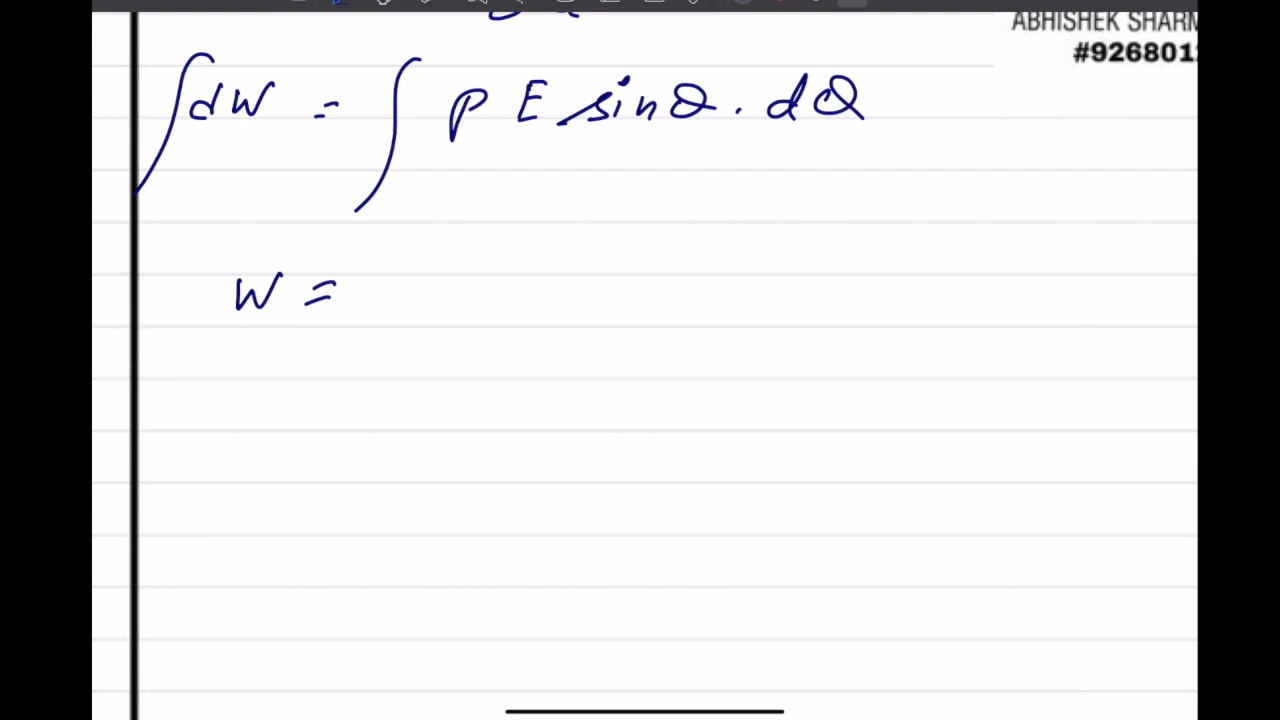 ABHISHEK SHARM
#926801
∫dW = ∫ P E sinθ . dθ
W =